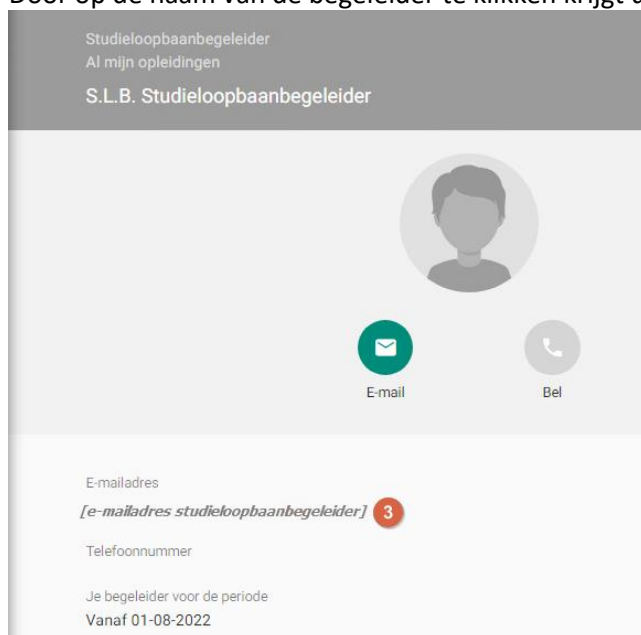 Door op de naam van de begeleider te klikken krijgt
Studieloopbaanbegeleider
Al mijn opleidingen
S.L.B. Studieloopbaanbegeleider
E-mail
Bel
E-mailadres
[e-mailadres studieloopbaanbegeleider] 3
Telefoonnummer
Je begeleider voor de periode
Vanaf 01-08-2022